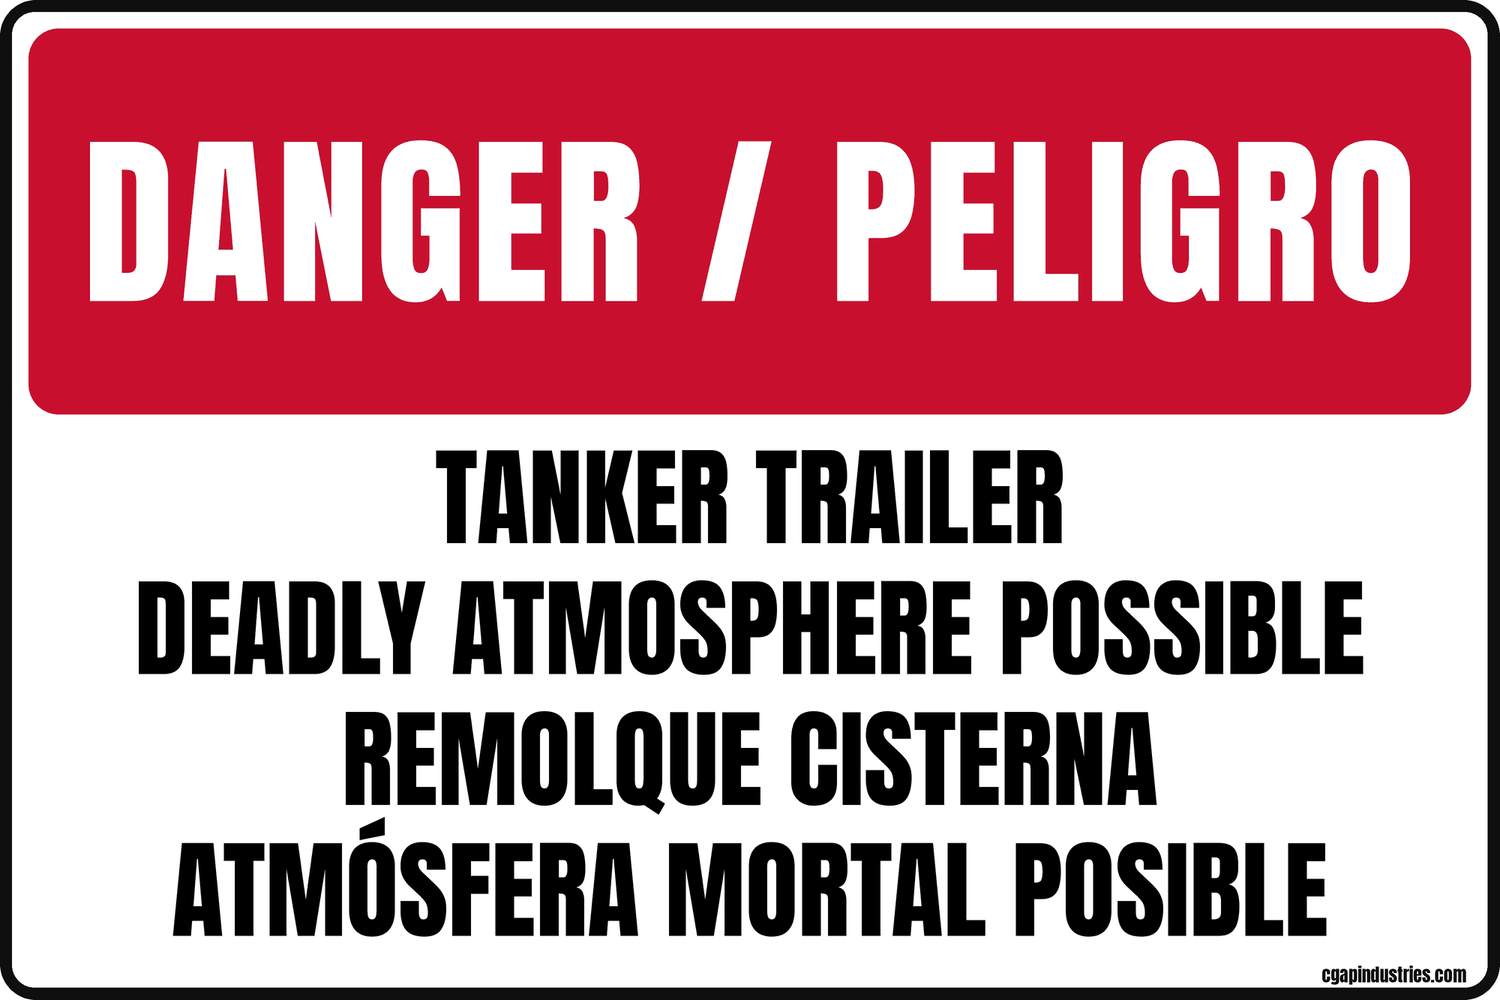 DANGER / PELIGRO
TANKER TRAILER
DEADLY ATMOSPHERE POSSIBLE
REMOLQUE CISTERNA
ATMÓSFERA MORTAL POSIBLE
cgapindustries.com